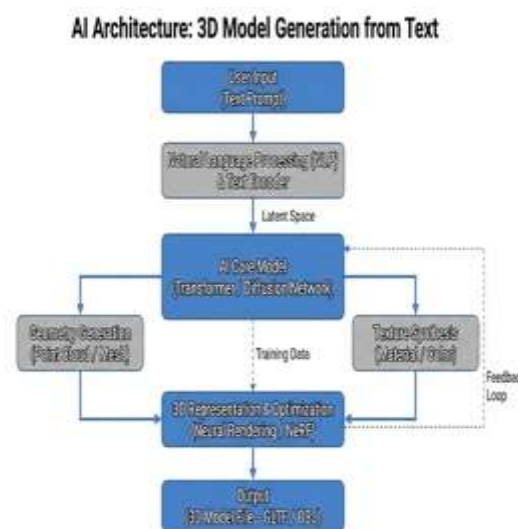 AI Architecture: 3D Model Generation from Text
User Input
(Text Prompt)
Natural Language Processing (NLP)
& Text Encoder
Latent Space
AI Core Model
(Transformer / Diffusion Network)
Geometry Generation
(Point Cloud / Mesh)
Texture Synthesis
(Material / Color)
Training Data
Feedback
Loop
3D Representation & Optimization
(Neural Rendering / NeRF)
Output
(3D Model File - GLTF / OBJ)